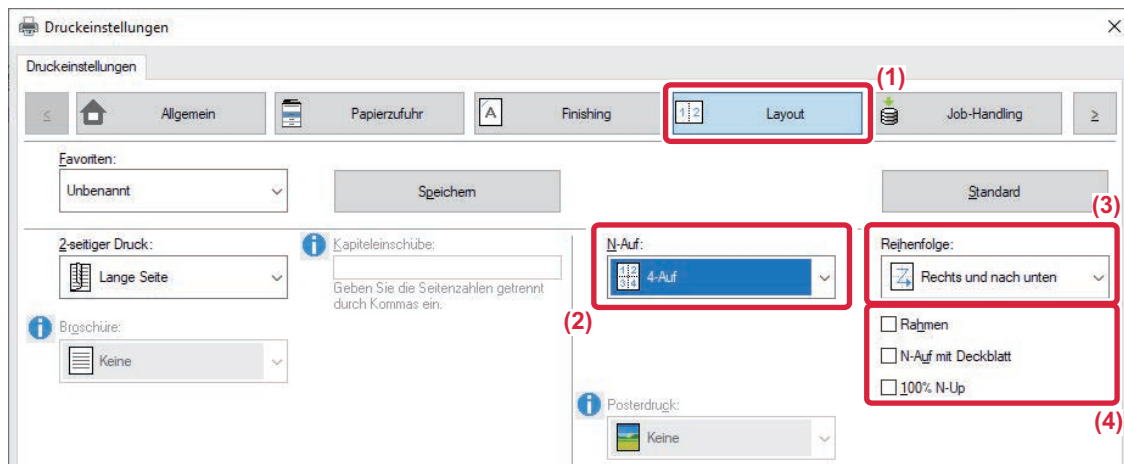 Druckeinstellungen
Druckeinstellungen
(1)
Allgemein
Papierzufuhr
Finishing
Layout
Job-Handling
Favoriten:
Unbenannt
Speichern
Standard
(3)
2-seitiger Druck:
Lange Seite
Kapiteleinschübe:
Geben Sie die Seitenzahlen getrennt
durch Kommas ein.
N-Auf:
4-Auf
Reihenfolge:
Rechts und nach unten
(2)
Broschüre:
Keine
Rahmen
N-Auf mit Deckblatt
100% N-Up
(4)
Posterdruck:
Keine